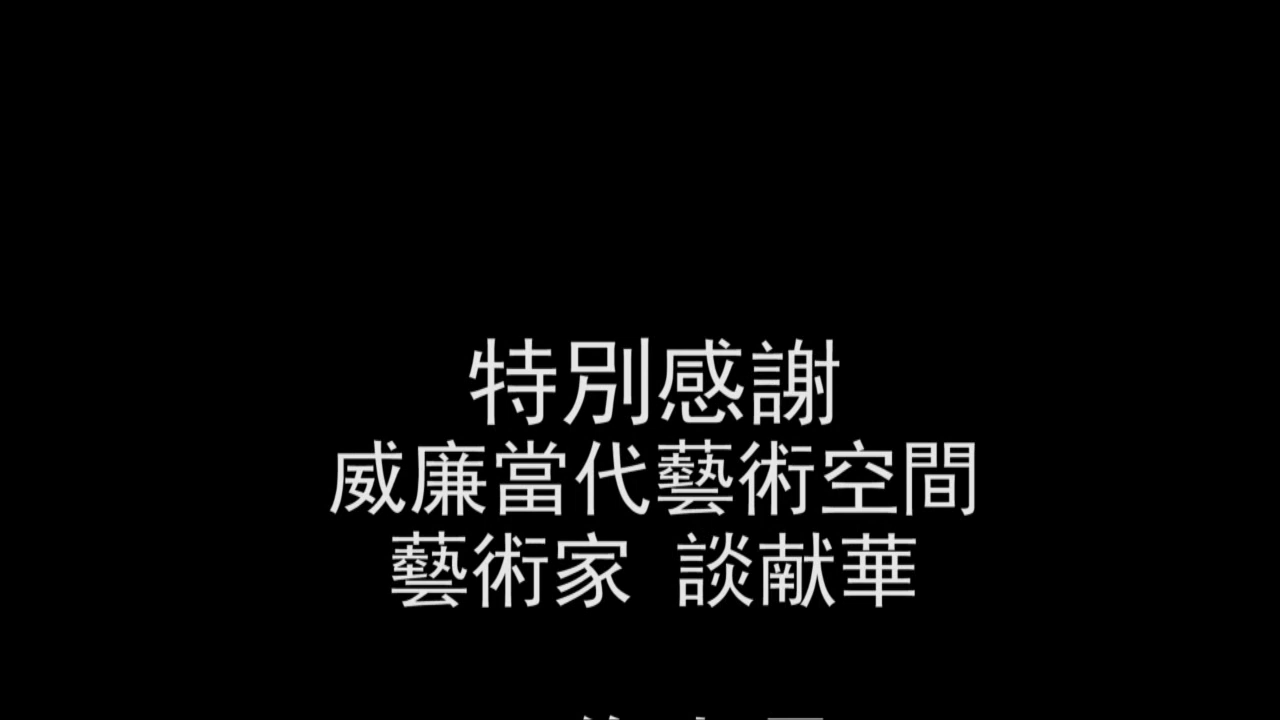 特別感謝
威廉當代藝術空間
藝術家 談献華